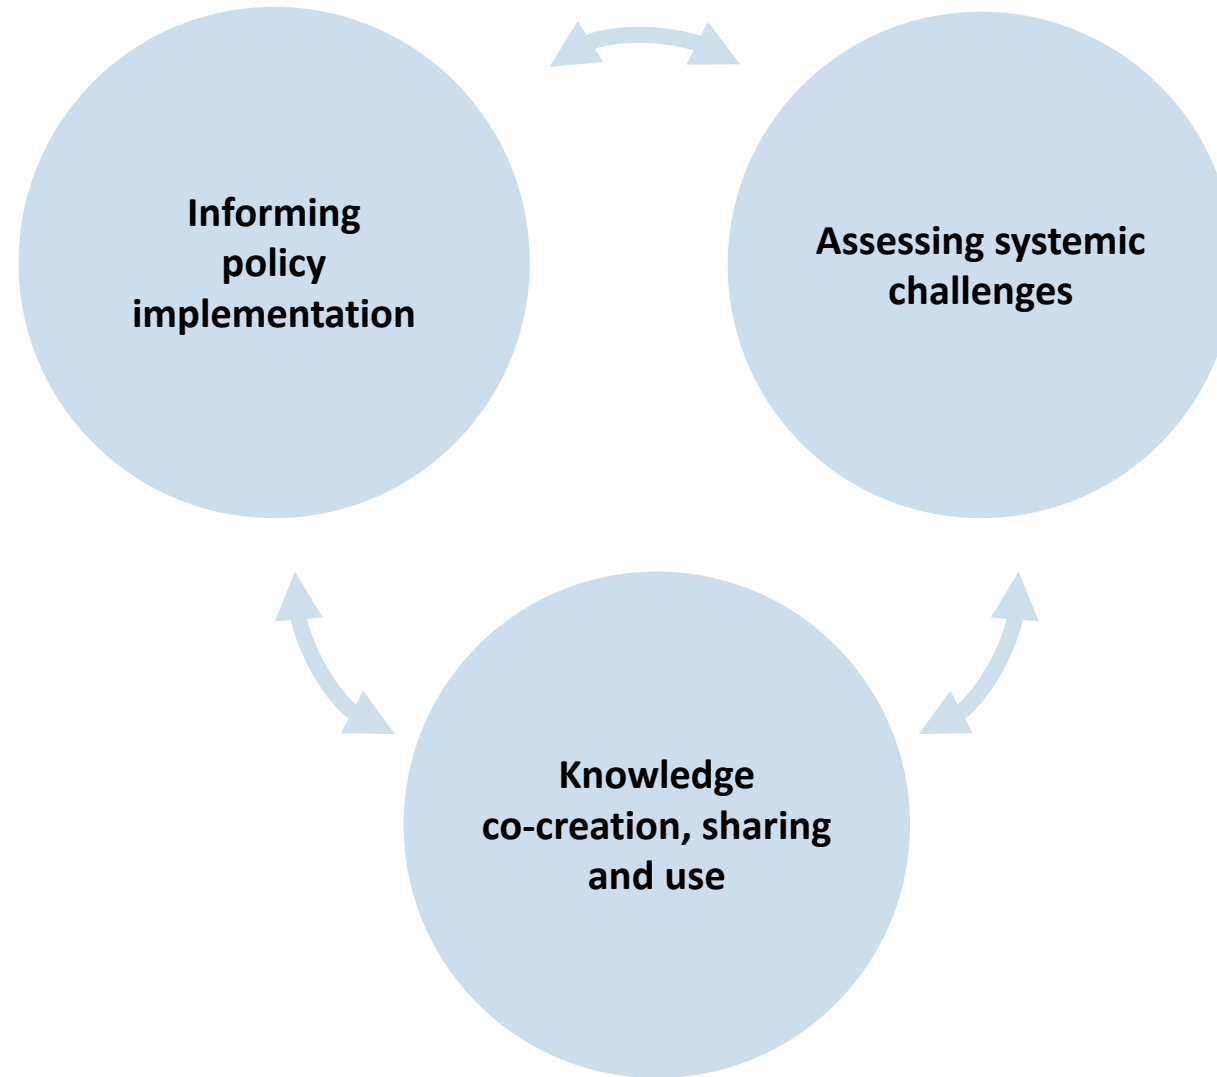 Informing
policy
implementation
Assessing systemic
challenges
Knowledge
co-creation, sharing
and use